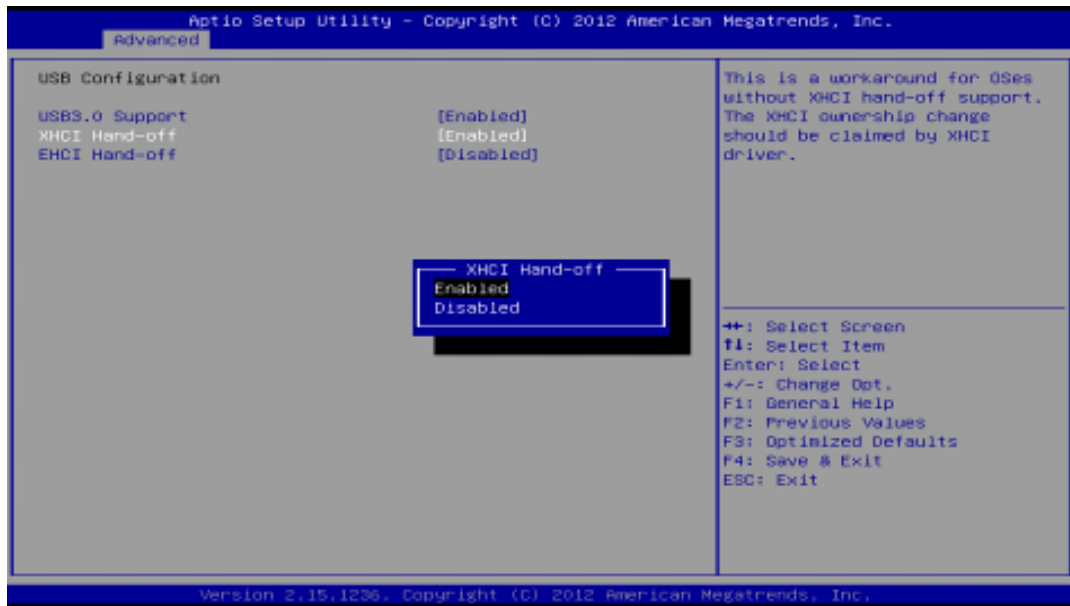 Aptio Setup Utility - Copyright (C) 2012 American Megatrends, Inc.
Advanced
USB Configuration
USB3.0 Support [Enabled]
XHCI Hand-off [Enabled]
EHCI Hand-off [Disabled]
This is a workaround for OSes
without XHCI hand-off support.
The XHCI ownership change
should be claimed by XHCI
driver.
XHCI Hand-off
Enabled
Disabled
→←: Select Screen
↑↓: Select Item
Enter: Select
+/-: Change Opt.
F1: General Help
F2: Previous Values
F3: Optimized Defaults
F4: Save & Exit
ESC: Exit
Version 2.15.1236. Copyright (C) 2012 American Megatrends, Inc.